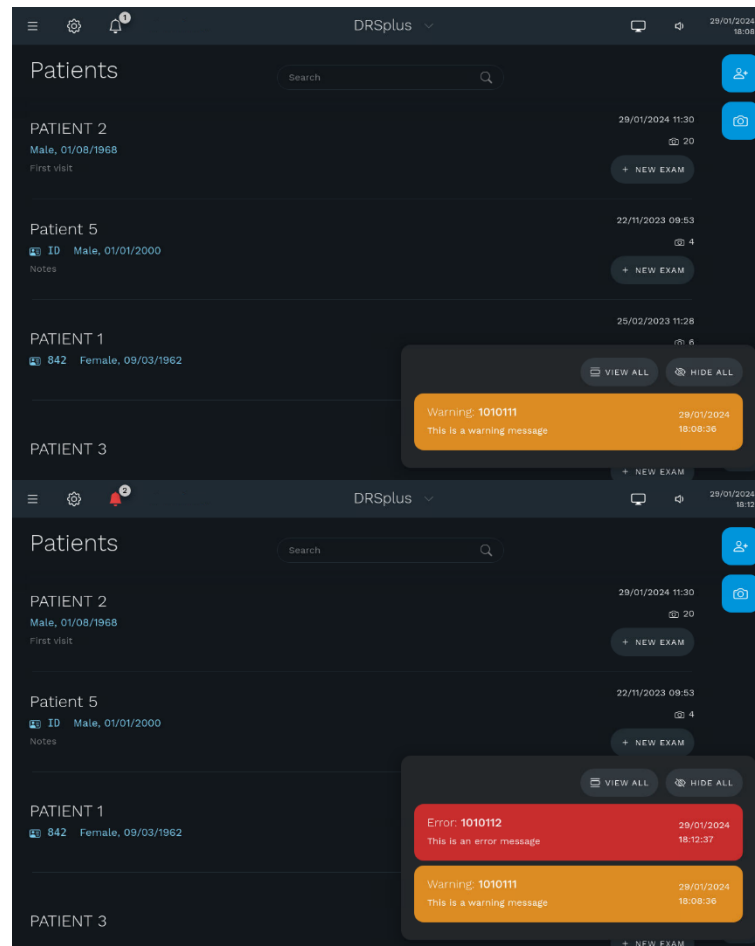 1
DRSplus
29/01/2024
18:08
Patients
Search
PATIENT 2
Male, 01/08/1968
First visit
29/01/2024 11:30
20
+ NEW EXAM
Patient 5
ID Male, 01/01/2000
Notes
22/11/2023 09:53
4
+ NEW EXAM
PATIENT 1
842 Female, 09/03/1962
25/02/2023 11:28
6
VIEW ALL
HIDE ALL
Warning: 1010111
This is a warning message
29/01/2024
18:08:36
PATIENT 3
+ NEW EXAM
2
DRSplus
29/01/2024
18:12
Patients
Search
PATIENT 2
Male, 01/08/1968
First visit
29/01/2024 11:30
20
+ NEW EXAM
Patient 5
ID Male, 01/01/2000
Notes
22/11/2023 09:53
4
+ NEW EXAM
VIEW ALL
HIDE ALL
PATIENT 1
842 Female, 09/03/1962
Error: 1010112
This is an error message
29/01/2024
18:12:37
Warning: 1010111
This is a warning message
29/01/2024
18:08:36
PATIENT 3
+ NEW EXAM